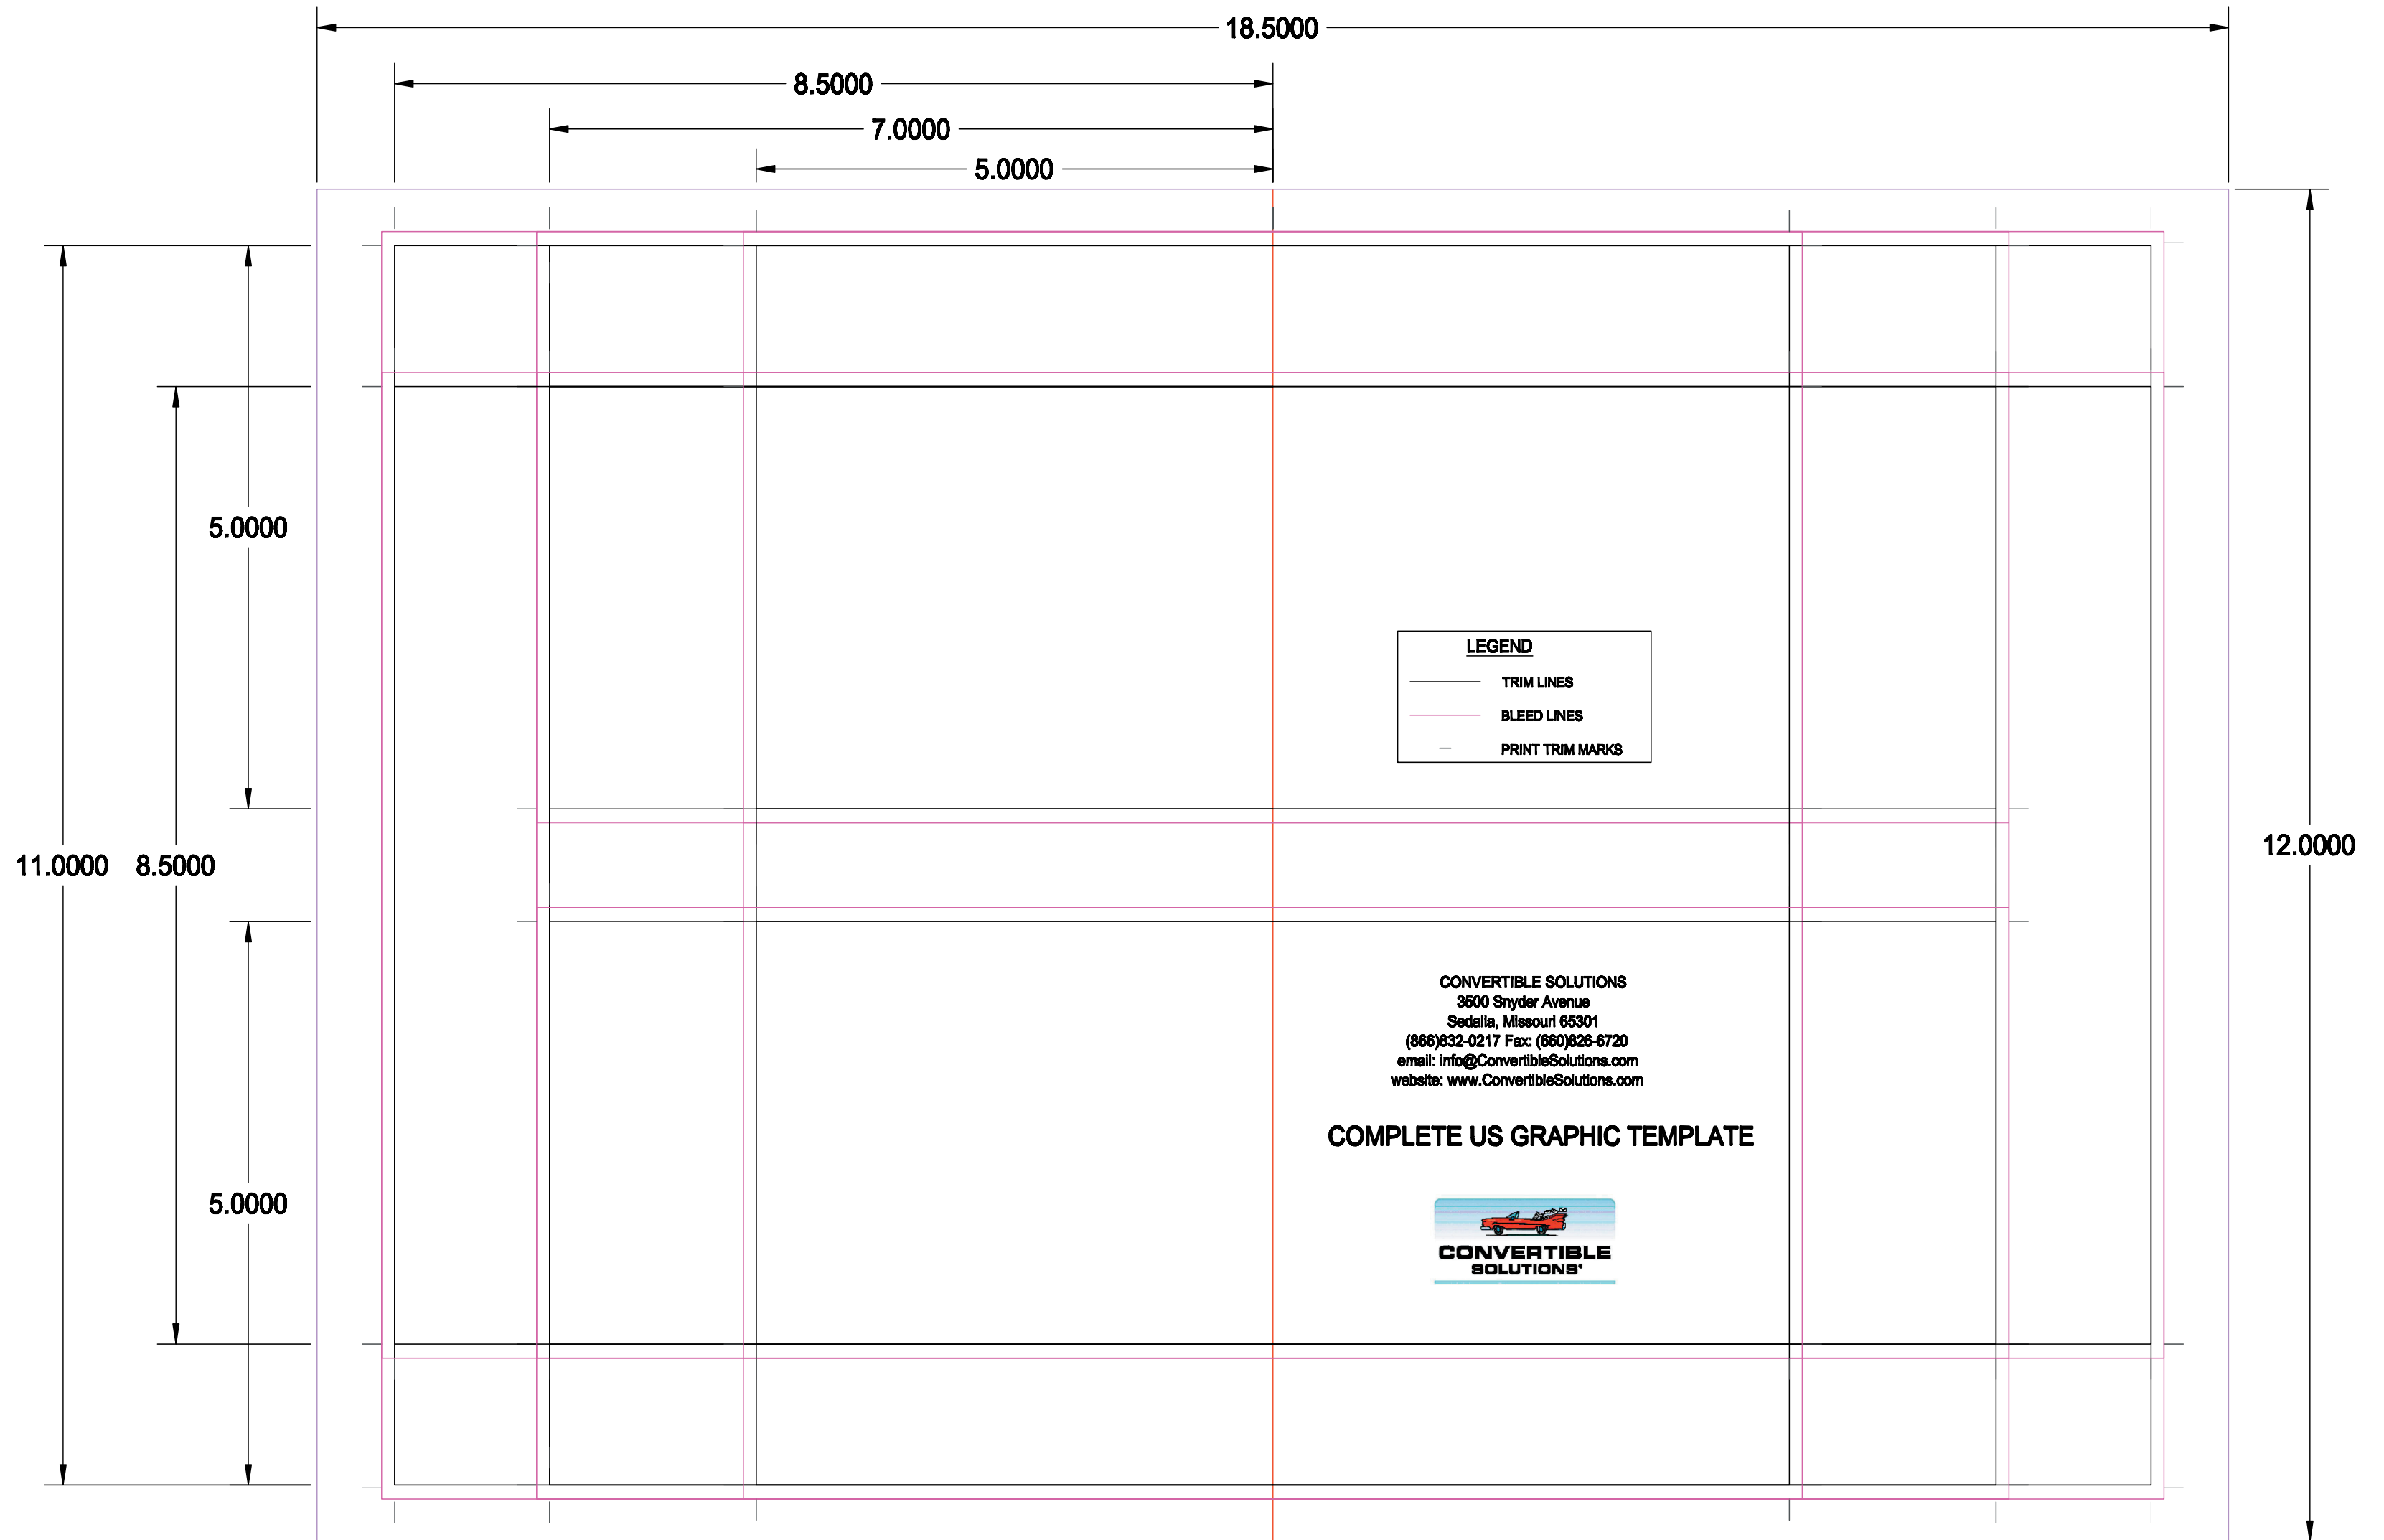 18.5000
8.5000
7.0000
5.0000
5.0000
11.0000
8.5000
12.0000
5.0000
LEGEND
TRIM LINES
BLEED LINES
PRINT TRIM MARKS
CONVERTIBLE SOLUTIONS
3500 Snyder Avenue
Sedalia, Missouri 65301
(866)832-0217 Fax: (660)826-6720
email: info@ConvertibleSolutions.com
website: www.ConvertibleSolutions.com
COMPLETE US GRAPHIC TEMPLATE
CONVERTIBLE
SOLUTIONS®